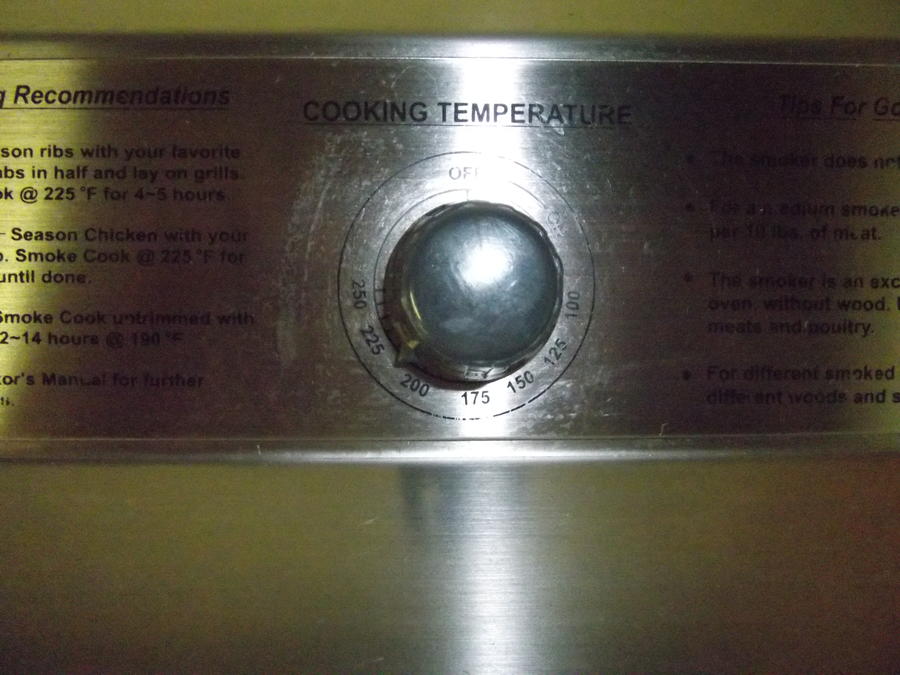 g Recommendations
son ribs with your favorite
bs in half and lay on grills.
ok @ 225 °F for 4~5 hours.
– Season Chicken with your
o. Smoke Cook @ 225 °F for
until done.
Smoke Cook untrimmed with
2~14 hours @ 190 °F
tor's Manual for further
COOKING TEMPERATURE
OFF
100
125
150
175
200
225
250
Tips For Go
• The smoker does not
• For a medium smoke
per 10 lbs. of meat.
• The smoker is an exc
oven, without wood.
meats and poultry.
• For different smoked
different woods and s